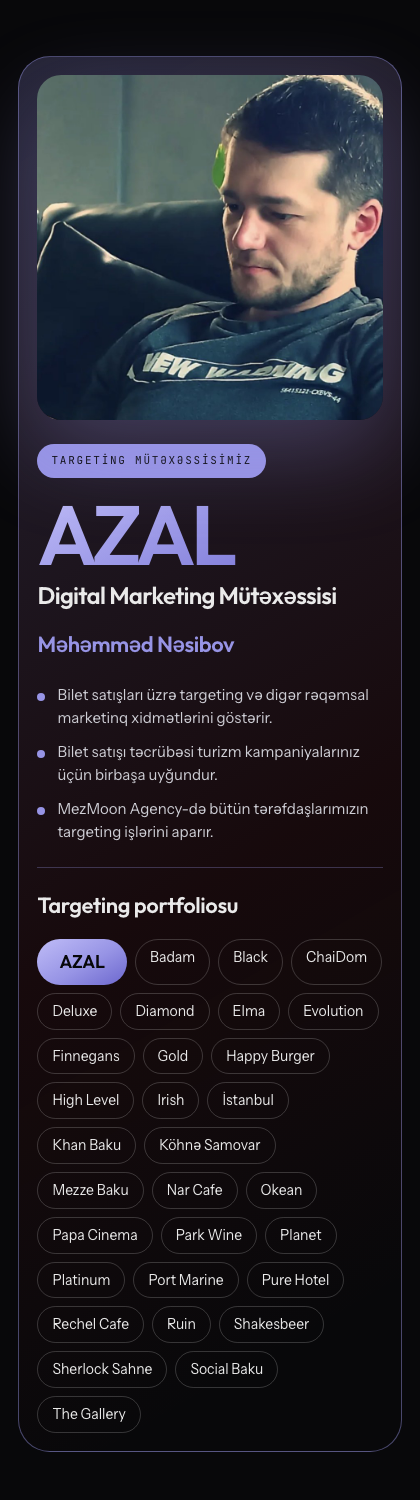 NEW WARNING
TARGETİNG MÜTƏXƏSSİSİMİZ
AZAL
Digital Marketing Mütəxəssisi
Məhəmməd Nəsibov
Bilet satışları üzrə targeting və digər rəqəmsal
marketinq xidmətlərini göstərir.
Bilet satışı təcrübəsi turizm kampaniyalarınız
üçün birbaşa uyğundur.
MezMoon Agency-də bütün tərəfdaşlarımızın
targeting işlərini aparır.
Targeting portfoliosu
AZAL Badam Black ChaiDom
Deluxe Diamond Elma Evolution
Finnegans Gold Happy Burger
High Level Irish İstanbul
Khan Baku Köhnə Samovar
Mezze Baku Nar Cafe Okean
Papa Cinema Park Wine Planet
Platinum Port Marine Pure Hotel
Rechel Cafe Ruin Shakesbeer
Sherlock Sahne Social Baku
The Gallery